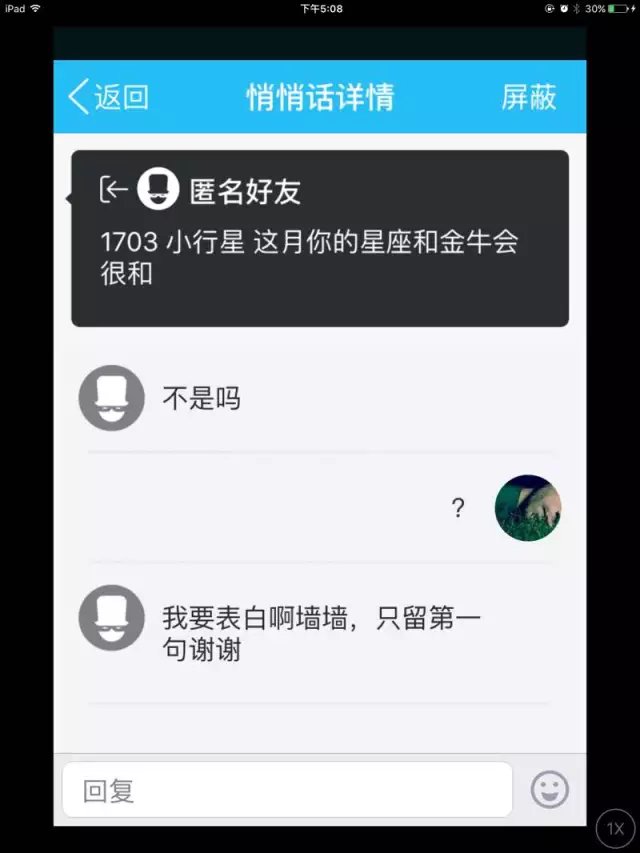 iPad 下午5:08 30%
返回 悄悄话详情 屏蔽
匿名好友
1703 小行星 这月你的星座和金牛会
很和
不是吗
?
我要表白啊墙墙，只留第一
句谢谢
回复
1X